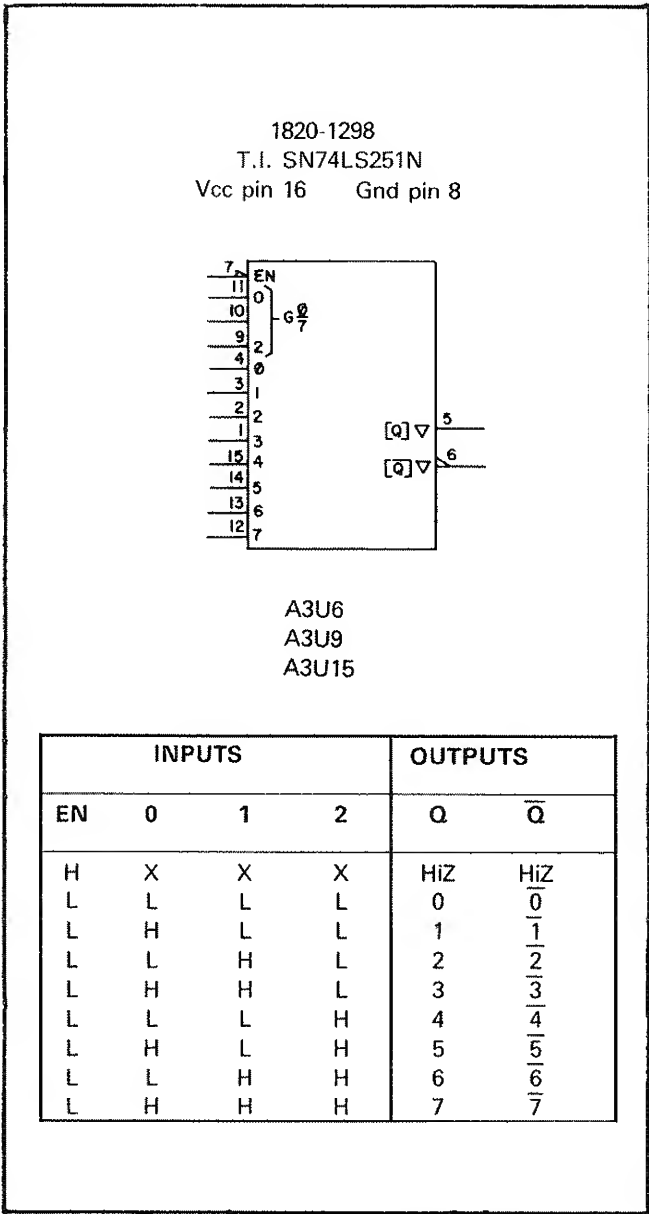 1820-1298
T.I. SN74LS251N
Vcc pin 16 Gnd pin 8
7 EN
11 0
10 G 0/7
9 2
4 0
3 1
2 2
1 3
15 4
14 5
13 6
12 7
[Q] ▽ 5
[Q̅] ▽ 6
A3U6
A3U9
A3U15
INPUTS OUTPUTS
EN 0 1 2 Q Q̅
H X X X HiZ HiZ
L L L L 0 0̅
L H L L 1 1̅
L L H L 2 2̅
L H H L 3 3̅
L L L H 4 4̅
L H L H 5 5̅
L L H H 6 6̅
L H H H 7 7̅